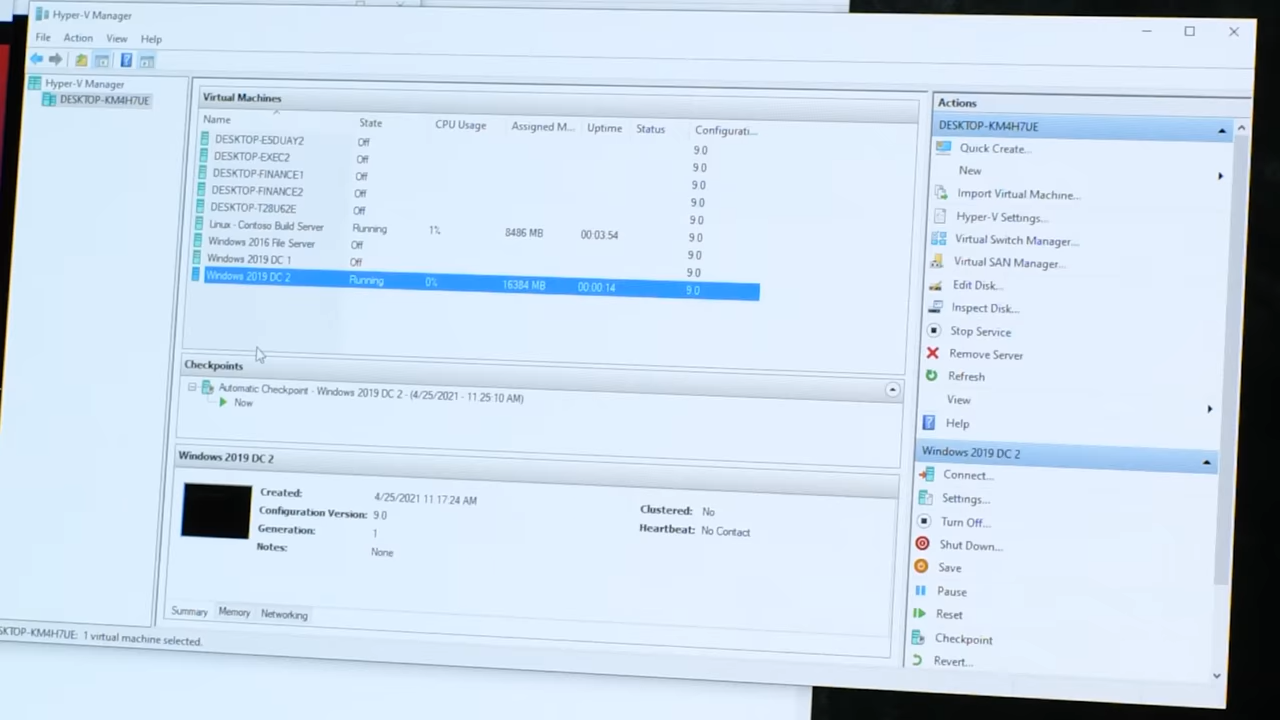 Hyper-V Manager
File Action View Help
Hyper-V Manager
DESKTOP-KM4H7UE
Virtual Machines
Name State CPU Usage Assigned M... Uptime Status Configurati...
DESKTOP-E5DUAY2 Off 9.0
DESKTOP-EXEC2 Off 9.0
DESKTOP-FINANCE1 Off 9.0
DESKTOP-FINANCE2 Off 9.0
DESKTOP-T28U62E Off 9.0
Linux - Contoso Build Server Running 1% 8486 MB 00:03:54 9.0
Windows 2016 File Server Off 9.0
Windows 2019 DC 1 Off 9.0
Windows 2019 DC 2 Running 0% 16384 MB 00:00:14 9.0
Checkpoints
Automatic Checkpoint - Windows 2019 DC 2 - (4/25/2021 - 11:25:10 AM)
Now
Windows 2019 DC 2
Created: 4/25/2021 11:17:24 AM
Configuration Version: 9.0
Generation: 1
Notes: None
Clustered: No
Heartbeat: No Contact
Summary Memory Networking
SKTOP-KM4H7UE: 1 virtual machine selected.
Actions
DESKTOP-KM4H7UE
Quick Create...
New
Import Virtual Machine...
Hyper-V Settings...
Virtual Switch Manager...
Virtual SAN Manager...
Edit Disk...
Inspect Disk...
Stop Service
Remove Server
Refresh
View
Help
Windows 2019 DC 2
Connect...
Settings...
Turn Off...
Shut Down...
Save
Pause
Reset
Checkpoint
Revert...